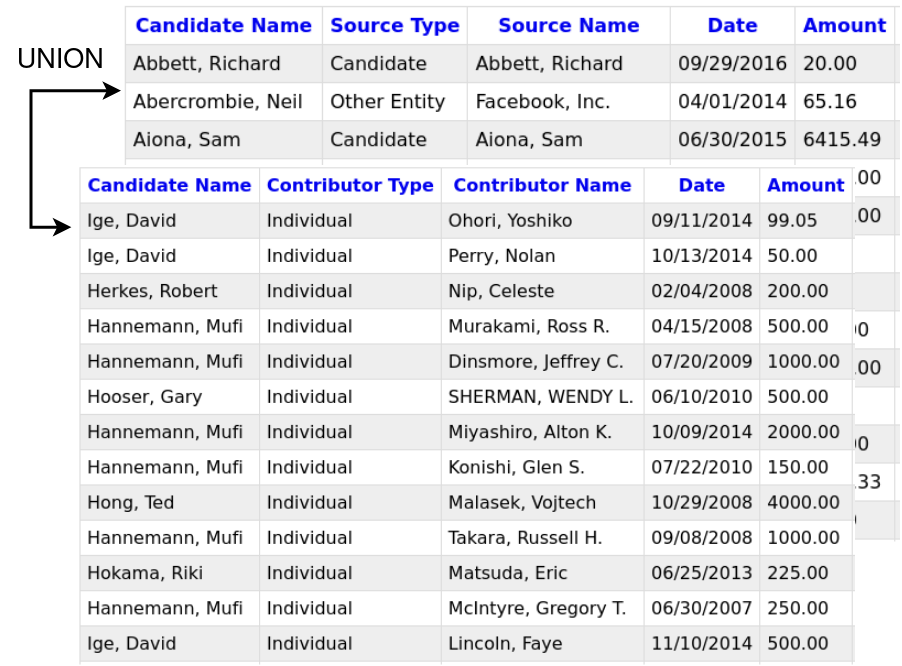 Candidate Name Source Type Source Name Date Amount
UNION
Abbett, Richard Candidate Abbett, Richard 09/29/2016 20.00
Abercrombie, Neil Other Entity Facebook, Inc. 04/01/2014 65.16
Aiona, Sam Candidate Aiona, Sam 06/30/2015 6415.49
.00
Candidate Name Contributor Type Contributor Name Date Amount
Ige, David Individual Ohori, Yoshiko 09/11/2014 99.05 .00
Ige, David Individual Perry, Nolan 10/13/2014 50.00
Herkes, Robert Individual Nip, Celeste 02/04/2008 200.00
Hannemann, Mufi Individual Murakami, Ross R. 04/15/2008 500.00 0
Hannemann, Mufi Individual Dinsmore, Jeffrey C. 07/20/2009 1000.00 .00
Hooser, Gary Individual SHERMAN, WENDY L. 06/10/2010 500.00
Hannemann, Mufi Individual Miyashiro, Alton K. 10/09/2014 2000.00 0
Hannemann, Mufi Individual Konishi, Glen S. 07/22/2010 150.00 .33
Hong, Ted Individual Malasek, Vojtech 10/29/2008 4000.00
Hannemann, Mufi Individual Takara, Russell H. 09/08/2008 1000.00
Hokama, Riki Individual Matsuda, Eric 06/25/2013 225.00
Hannemann, Mufi Individual McIntyre, Gregory T. 06/30/2007 250.00
Ige, David Individual Lincoln, Faye 11/10/2014 500.00